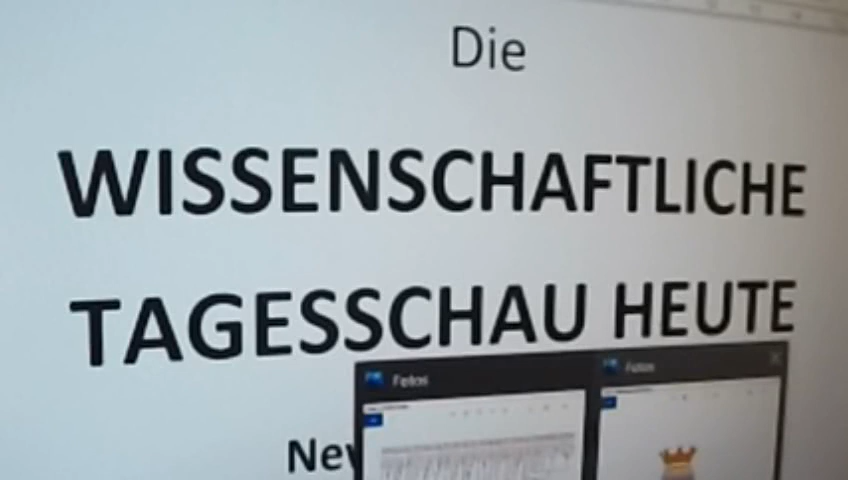 Die
WISSENSCHAFTLICHE
TAGESSCHAU HEUTE
Fotos
Fotos